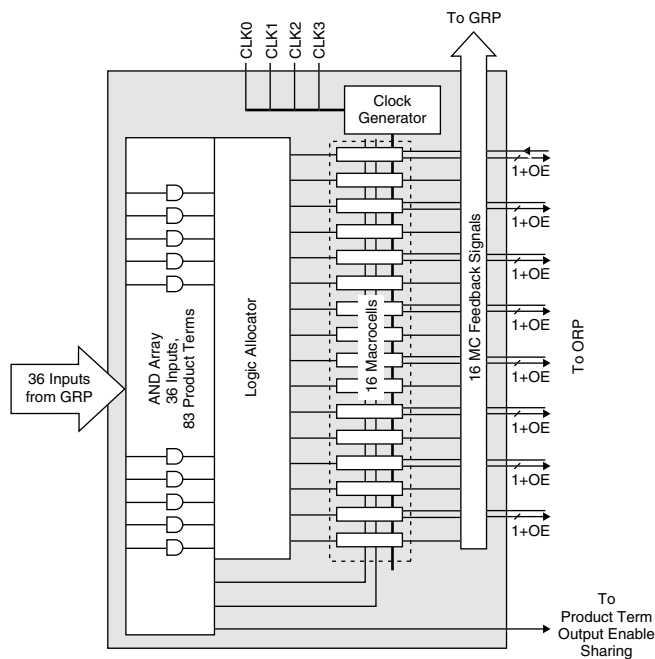 To GRP
CLK0
CLK1
CLK2
CLK3
Clock
Generator
36 Inputs
from GRP
AND Array
36 Inputs,
83 Product Terms
Logic Allocator
16 Macrocells
16 MC Feedback Signals
1+OE
1+OE
1+OE
1+OE
1+OE
1+OE
1+OE
1+OE
To ORP
To
Product Term
Output Enable
Sharing